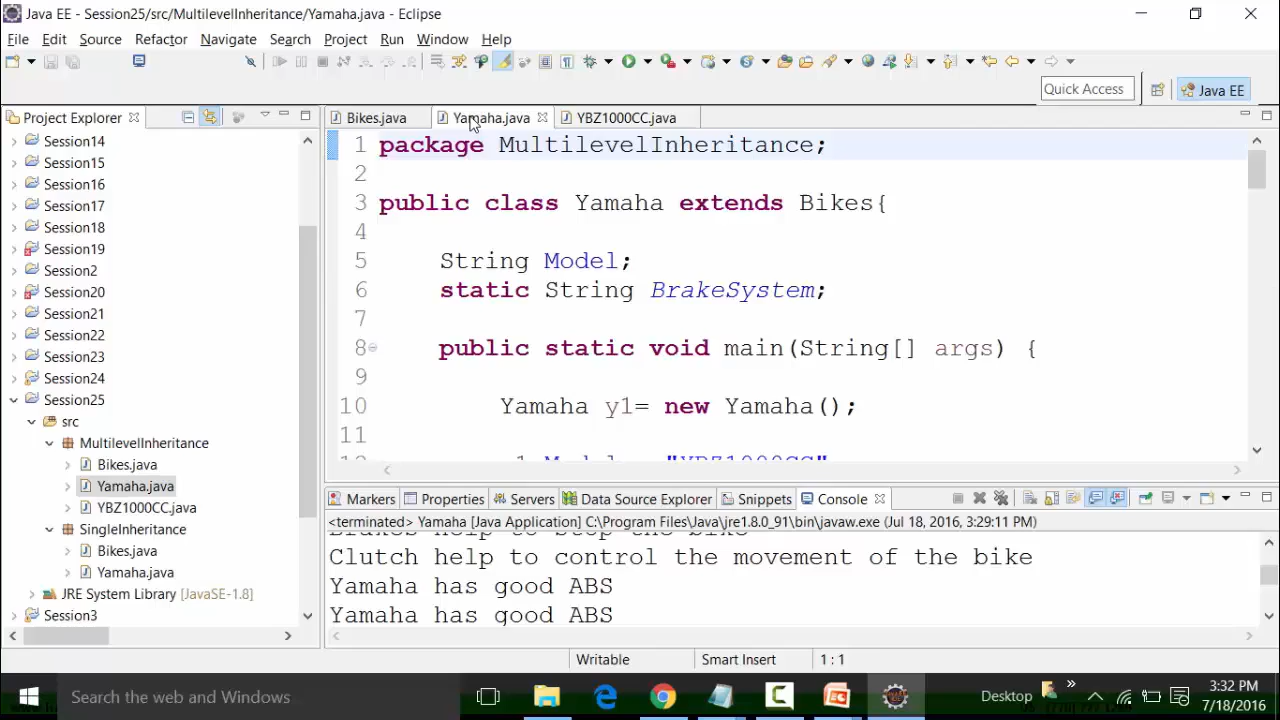 Java EE - Session25/src/MultilevelInheritance/Yamaha.java - Eclipse
File Edit Source Refactor Navigate Search Project Run Window Help
Quick Access
Java EE
Project Explorer
Session14
Session15
Session16
Session17
Session18
Session19
Session2
Session20
Session21
Session22
Session23
Session24
Session25
src
MultilevelInheritance
Bikes.java
Yamaha.java
YBZ1000CC.java
SingleInheritance
Bikes.java
Yamaha.java
JRE System Library [JavaSE-1.8]
Session3
Bikes.java Yamaha.java YBZ1000CC.java
1 package MultilevelInheritance;
2
3 public class Yamaha extends Bikes{
4
5 String Model;
6 static String BrakeSystem;
7
8 public static void main(String[] args) {
9
10 Yamaha y1= new Yamaha();
11
Markers Properties Servers Data Source Explorer Snippets Console
<terminated> Yamaha [Java Application] C:\Program Files\Java\jre1.8.0_91\bin\javaw.exe (Jul 18, 2016, 3:29:11 PM)
Brakes help to stop the bike
Clutch help to control the movement of the bike
Yamaha has good ABS
Yamaha has good ABS
Writable Smart Insert 1 : 1
Search the web and Windows
Desktop
3:32 PM
7/18/2016